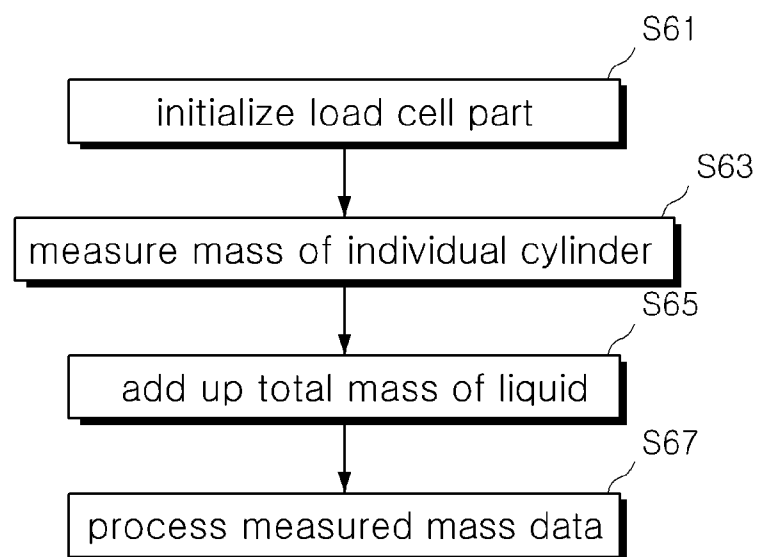 S61
initialize load cell part
S63
measure mass of individual cylinder
S65
add up total mass of liquid
S67
process measured mass data